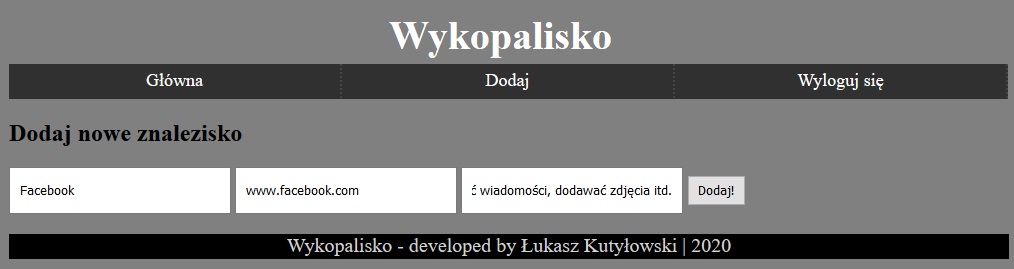 Wykopalisko
Główna Dodaj Wyloguj się
Dodaj nowe znalezisko
Facebook www.facebook.com ć wiadomości, dodawać zdjęcia itd. Dodaj!
Wykopalisko - developed by Łukasz Kutyłowski | 2020